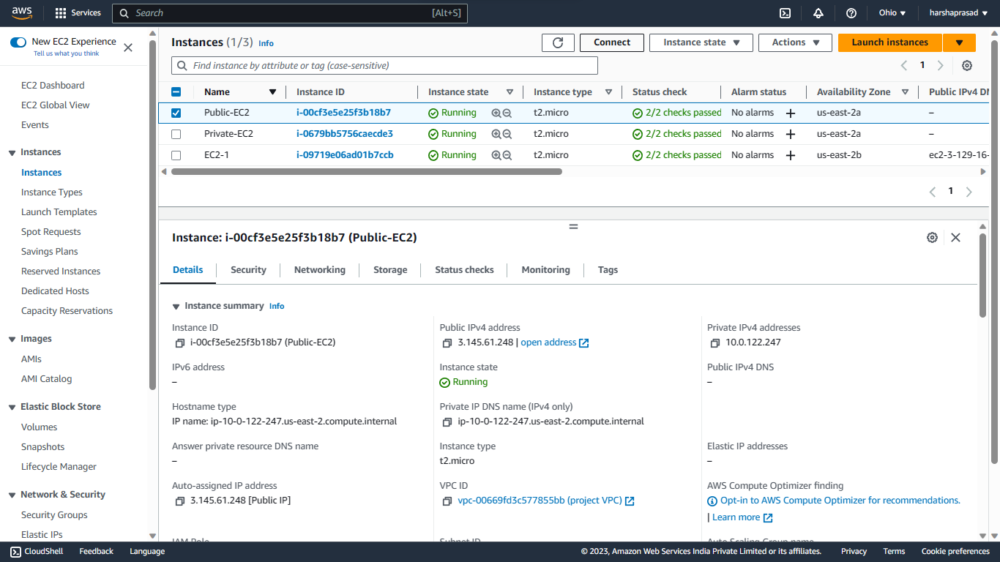 aws Services Search [Alt+S] Ohio harshaprasad
New EC2 Experience
Tell us what you think
EC2 Dashboard
EC2 Global View
Events
Instances
Instances
Instance Types
Launch Templates
Spot Requests
Savings Plans
Reserved Instances
Dedicated Hosts
Capacity Reservations
Images
AMIs
AMI Catalog
Elastic Block Store
Volumes
Snapshots
Lifecycle Manager
Network & Security
Security Groups
Elastic IPs
Instances (1/3) Info Connect Instance state Actions Launch instances
Find instance by attribute or tag (case-sensitive) 1
Name Instance ID Instance state Instance type Status check Alarm status Availability Zone Public IPv4 DN
Public-EC2 i-00cf3e5e25f3b18b7 Running t2.micro 2/2 checks passed No alarms + us-east-2a –
Private-EC2 i-0679bb5756caecde3 Running t2.micro 2/2 checks passed No alarms + us-east-2a –
EC2-1 i-09719e06ad01b7ccb Running t2.micro 2/2 checks passed No alarms + us-east-2b ec2-3-129-16-
1
Instance: i-00cf3e5e25f3b18b7 (Public-EC2)
Details Security Networking Storage Status checks Monitoring Tags
Instance summary Info
Instance ID Public IPv4 address Private IPv4 addresses
i-00cf3e5e25f3b18b7 (Public-EC2) 3.145.61.248 | open address 10.0.122.247
IPv6 address Instance state Public IPv4 DNS
– Running –
Hostname type Private IP DNS name (IPv4 only)
IP name: ip-10-0-122-247.us-east-2.compute.internal ip-10-0-122-247.us-east-2.compute.internal
Answer private resource DNS name Instance type Elastic IP addresses
– t2.micro –
Auto-assigned IP address VPC ID AWS Compute Optimizer finding
3.145.61.248 [Public IP] vpc-00669fd3c577855bb (project VPC) Opt-in to AWS Compute Optimizer for recommendations.
| Learn more
IAM Role Subnet ID Auto Scaling Group name
CloudShell Feedback Language © 2023, Amazon Web Services India Private Limited or its affiliates. Privacy Terms Cookie preferences